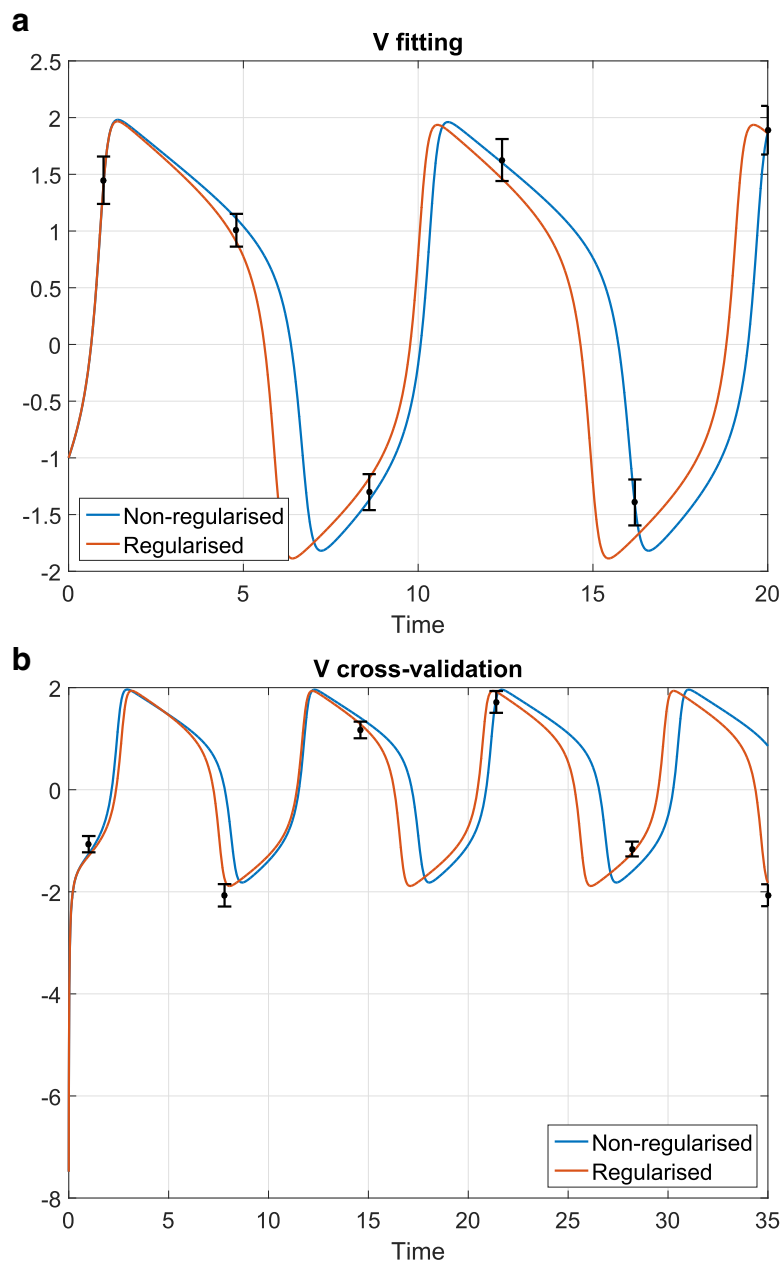 a
V fitting
2.5
2
1.5
1
0.5
0
-0.5
-1
-1.5
-2
Non-regularised
Regularised
0 5 10 15 20
Time
b
V cross-validation
2
0
-2
-4
-6
-8
Non-regularised
Regularised
0 5 10 15 20 25 30 35
Time